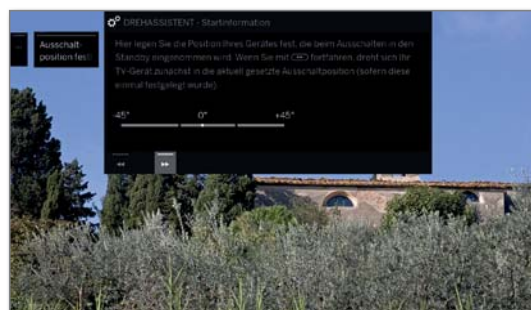 DREHASSISTENT - Startinformation
Ausschalt-
position fest
Hier legen Sie die Position Ihres Gerätes fest, die beim Ausschalten in den
Standby eingenommen wird. Wenn Sie mit fortfahren, dreht sich Ihr
TV-Gerät zunächst in die aktuell gesetzte Ausschaltposition (sofern diese
einmal festgelegt wurde).
-45° 0° +45°